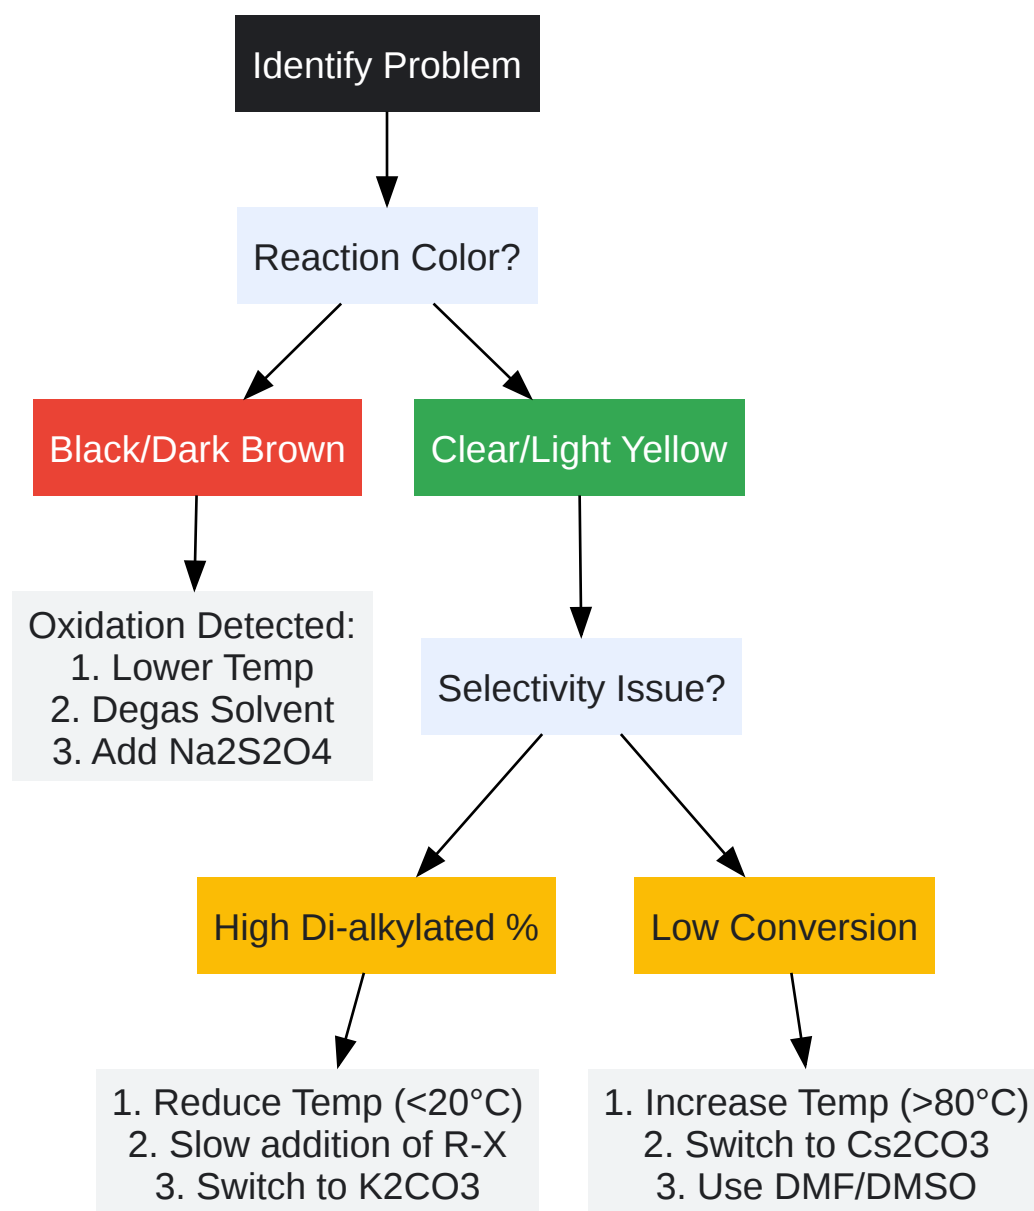 Identify Problem
Reaction Color?
Black/Dark Brown
Clear/Light Yellow
Oxidation Detected:
1. Lower Temp
2. Degas Solvent
3. Add Na2S2O4
Selectivity Issue?
High Di-alkylated %
Low Conversion
1. Reduce Temp (<20°C)
2. Slow addition of R-X
3. Switch to K2CO3
1. Increase Temp (>80°C)
2. Switch to Cs2CO3
3. Use DMF/DMSO